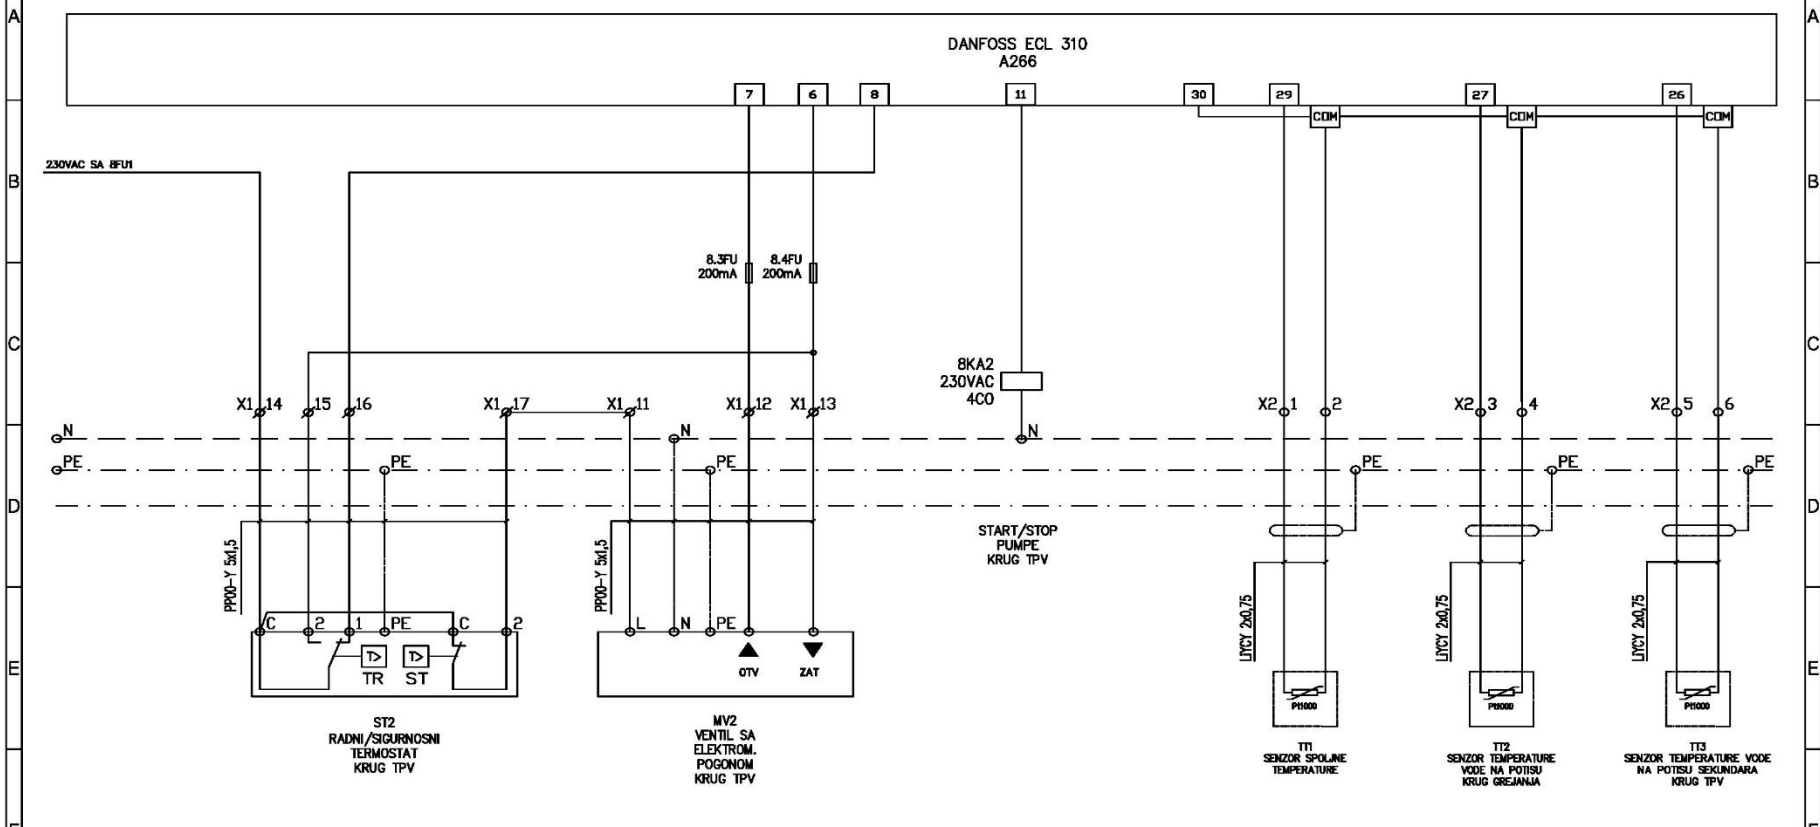 A
A
DANFOSS ECL 310
A266
7
6
8
11
30
29
27
26
COM
COM
COM
B
230VAC SA 8FU1
B
8.3FU
200mA
8.4FU
200mA
C
C
8KA2
230VAC
4CO
X1 14
15
16
X1 17
X1 11
X1 12
X1 13
X2 1
2
X2 3
4
X2 5
6
N
N
N
PE
PE
PE
PE
PE
PE
D
D
START/STOP
PUMPE
KRUG TPV
PP00-Y 5x1,5
PP00-Y 5x1,5
LiYCY 2x0,75
LiYCY 2x0,75
LiYCY 2x0,75
C
2
1
PE
C
2
L
N
PE
E
E
T>
T>
TR
ST
OTV
ZAT
Pt1000
Pt1000
Pt1000
ST2
RADNI/SIGURNOSNI
TERMOSTAT
KRUG TPV
MV2
VENTIL SA
ELEKTROM.
POGONOM
KRUG TPV
TT1
SENZOR SPOLJNE
TEMPERATURE
TT2
SENZOR TEMPERATURE
VODE NA POTISU
KRUG GREJANJA
TT3
SENZOR TEMPERATURE VODE
NA POTISU SEKUNDARA
KRUG TPV